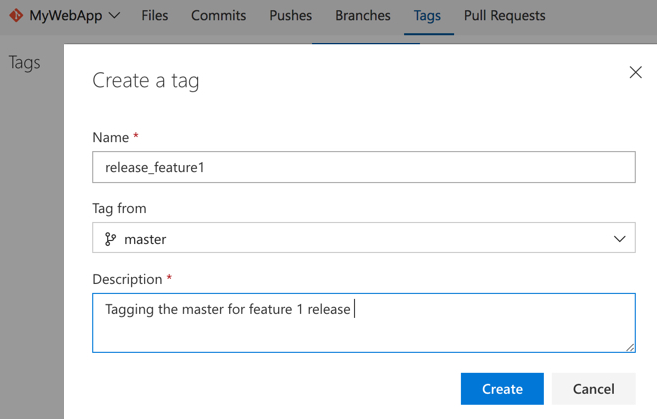 MyWebApp Files Commits Pushes Branches Tags Pull Requests
Tags
Create a tag
Name *
release_feature1
Tag from
master
Description *
Tagging the master for feature 1 release
Create Cancel